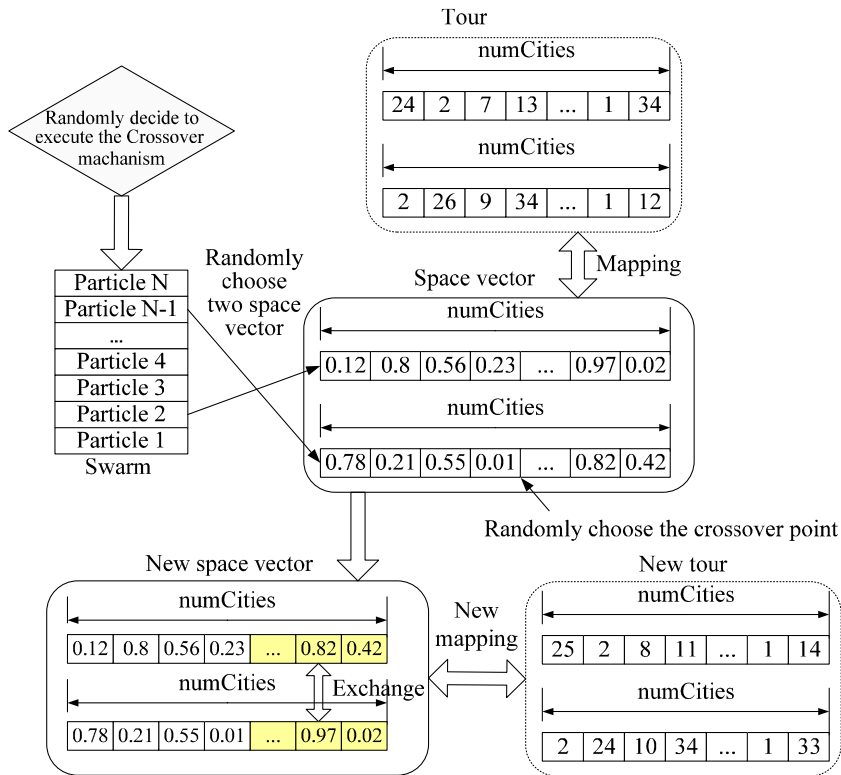 Tour
numCities
24 2 7 13 ... 1 34
numCities
2 26 9 34 ... 1 12
Randomly decide to
execute the Crossover
machanism
Mapping
Randomly
choose
two space
vector
Particle N
Particle N-1
...
Particle 4
Particle 3
Particle 2
Particle 1
Swarm
Space vector
numCities
0.12 0.8 0.56 0.23 ... 0.97 0.02
numCities
0.78 0.21 0.55 0.01 ... 0.82 0.42
Randomly choose the crossover point
New space vector
numCities
0.12 0.8 0.56 0.23 ... 0.82 0.42
numCities
Exchange
0.78 0.21 0.55 0.01 ... 0.97 0.02
New
mapping
New tour
numCities
25 2 8 11 ... 1 14
numCities
2 24 10 34 ... 1 33